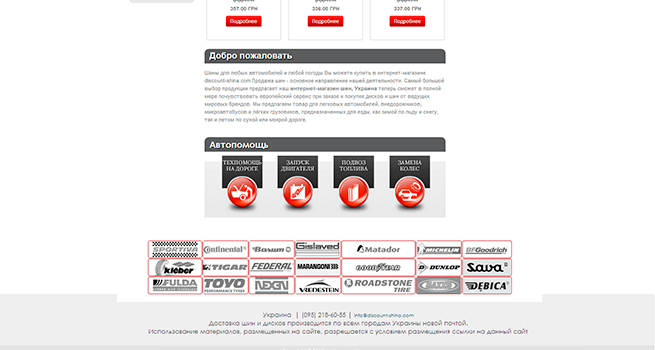 357.00 ГРН
336.00 ГРН
337.00 ГРН
Подробнее
Подробнее
Подробнее
Добро пожаловать
Шины для любых автомобилей и любой погоды Вы можете купить в интернет-магазине
discount-shina.com Продажа шин - основное направление нашей деятельности. Самый большой
выбор продукции предлагает наш интернет-магазин шин, Украина теперь сможет в полной
мере почувствовать европейский сервис при заказе и покупке дисков и шин от ведущих
мировых брендов. Мы предлагаем товар для легковых автомобилей, внедорожников,
микроавтобусов и лёгких грузовиков, предназначенных для езды, как зимой по льду и снегу,
так и летом по сухой или мокрой дороге.
Автопомощь
ТЕХПОМОЩЬ
НА ДОРОГЕ
ЗАПУСК
ДВИГАТЕЛЯ
ПОДВОЗ
ТОПЛИВА
ЗАМЕНА
КОЛЕС
SPORTIVA
Continental
Barum
Gislaved
Matador
MICHELIN
BFGoodrich
Kleber
TIGAR
FEDERAL
MARANGONI
GOODYEAR
DUNLOP
Sava
FULDA
TOYO
PERFORMANCE TYRES
NEXEN
VREDESTEIN
ROADSTONE
TIRE
DĘBICA
Украина | (095) 218-60-55 | info@discount-shina.com
Доставка шин и дисков производится по всем городам Украины новой почтой.
Использование материалов, размещенных на сайте, разрешается с условием размещения ссылки на данный сайт